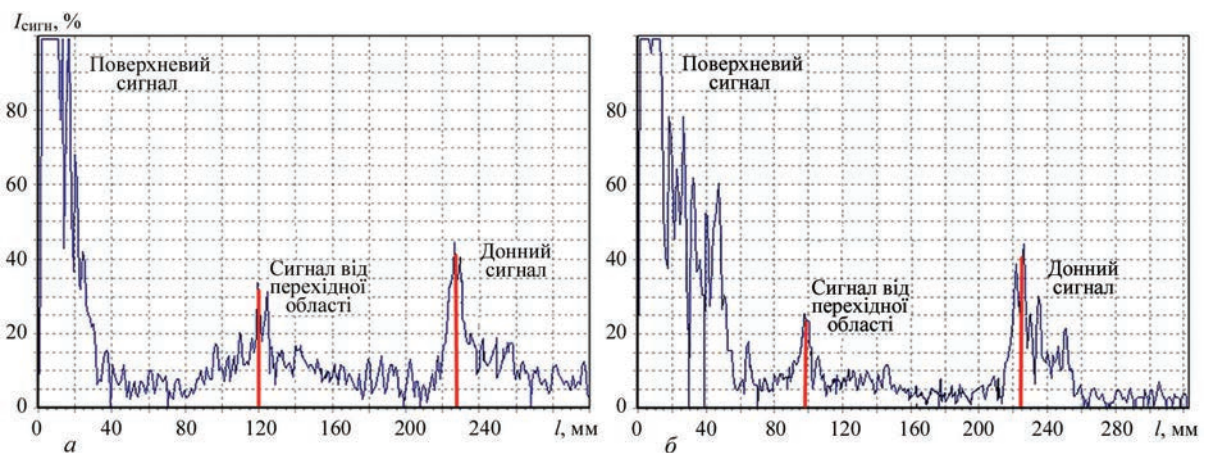 Iсигн, %
80
60
40
20
0
Поверхневий
сигнал
Сигнал від
перехідної
області
Донний
сигнал
0 40 80 120 160 200 220 240 l, мм
а
80
60
40
20
0
Поверхневий
сигнал
Сигнал від
перехідної
області
Донний
сигнал
0 40 80 120 160 200 240 280 l, мм
б